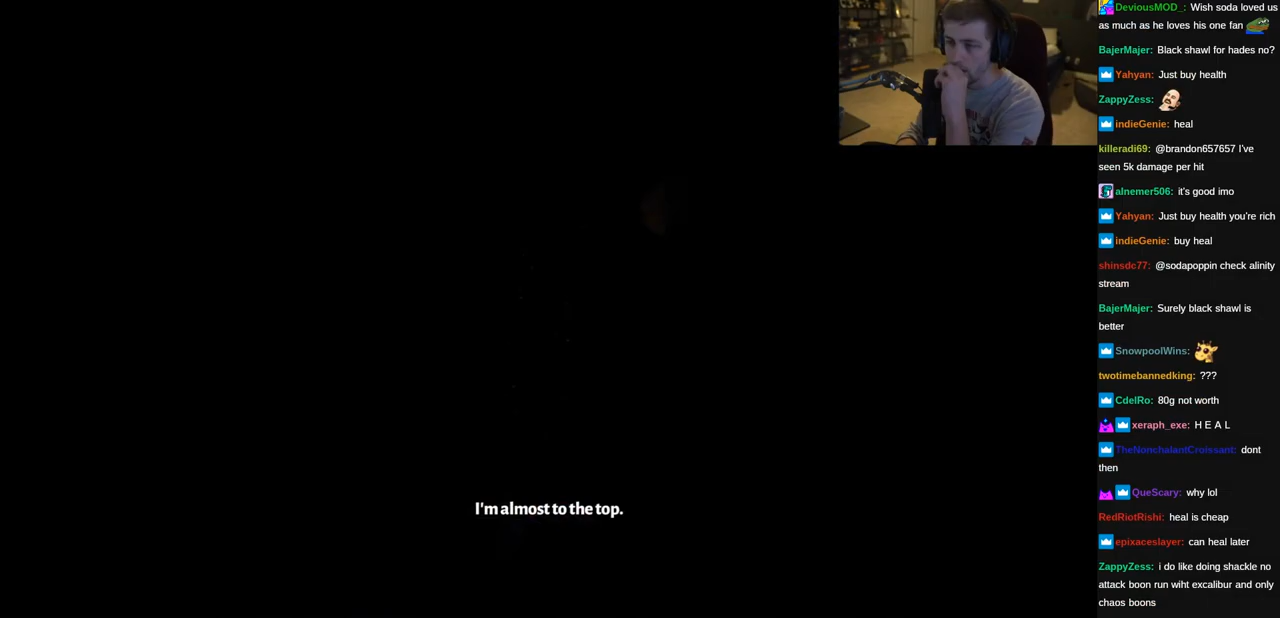 DeviousMOD_: Wish soda loved us
as much as he loves his one fan
BajerMajer: Black shawl for hades no?
Yahyan: Just buy health
ZappyZess:
indieGenie: heal
killeradi69: @brandon657657 I've
seen 5k damage per hit
alnemer506: it's good imo
Yahyan: Just buy health you're rich
indieGenie: buy heal
shinsdc77: @sodapoppin check alinity
stream
BajerMajer: Surely black shawl is
better
SnowpoolWins:
twotimebannedking: ???
CdelRo: 80g not worth
xeraph_exe: H E A L
TheNonchalantCroissant: dont
then
QueScary: why lol
I'm almost to the top.
RedRiotRishi: heal is cheap
epixaceslayer: can heal later
ZappyZess: i do like doing shackle no
attack boon run wiht excalibur and only
chaos boons